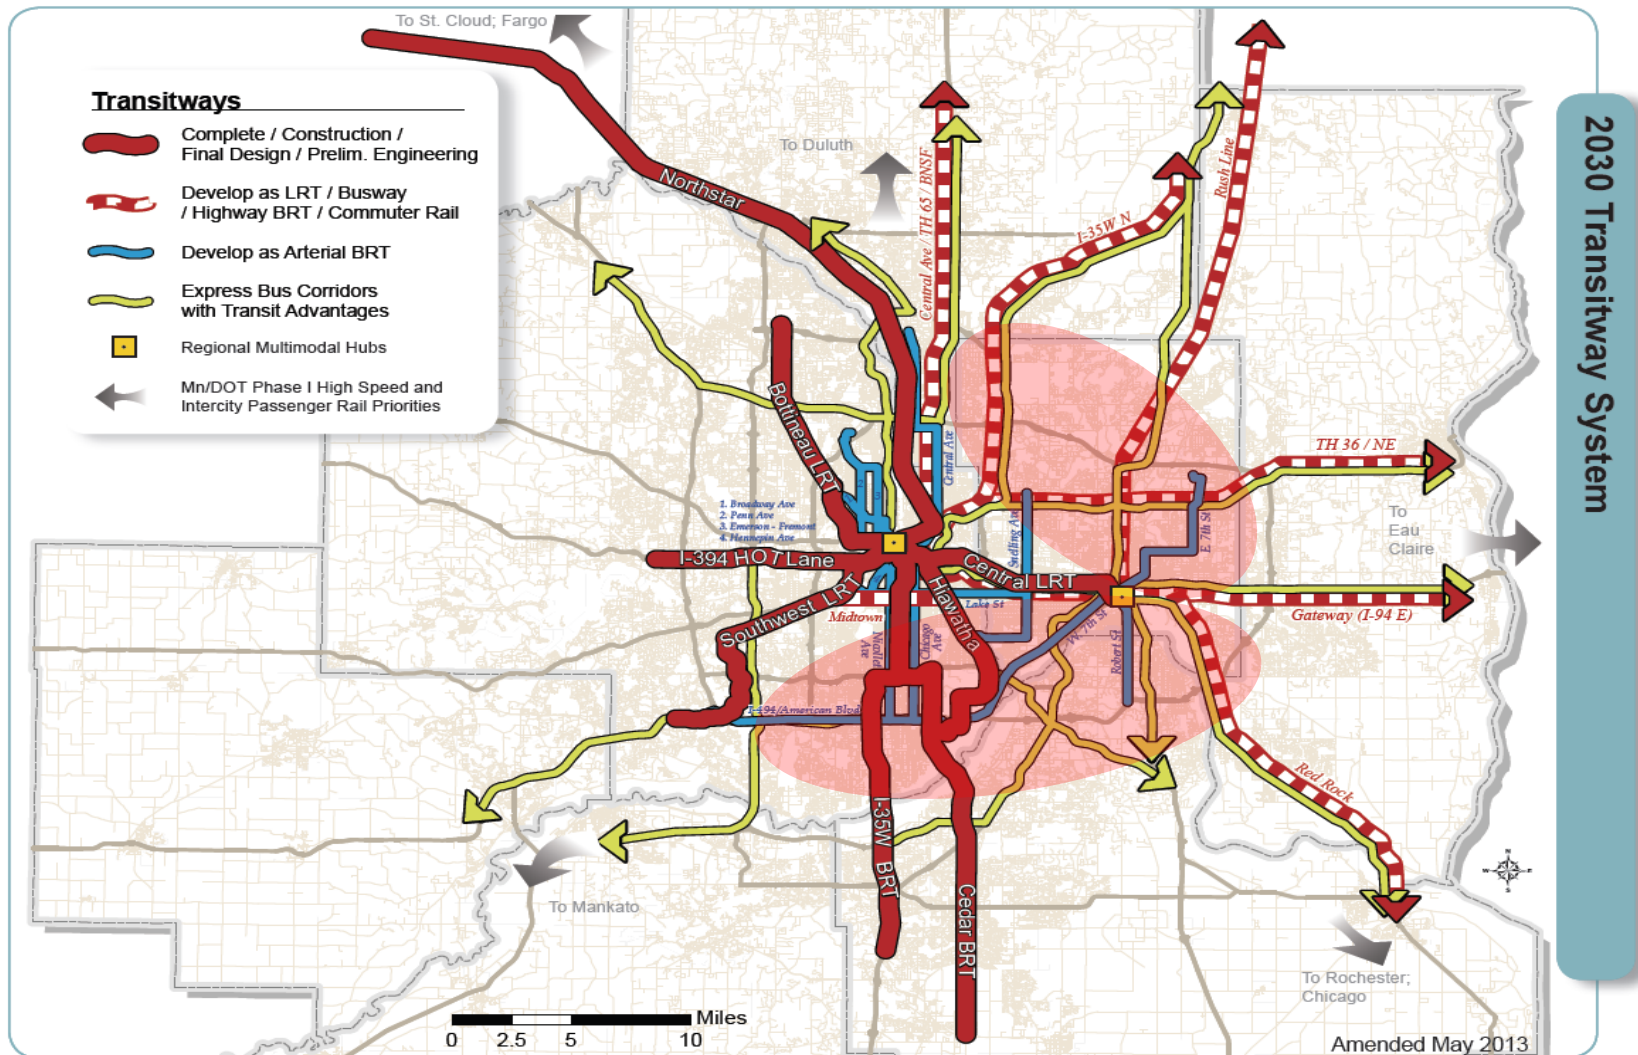 To St. Cloud; Fargo
Transitways
Complete / Construction /
Final Design / Prelim. Engineering
Develop as LRT / Busway
/ Highway BRT / Commuter Rail
Develop as Arterial BRT
Express Bus Corridors
with Transit Advantages
Regional Multimodal Hubs
Mn/DOT Phase I High Speed and
Intercity Passenger Rail Priorities
2030 Transitway System
To Duluth
Northstar
Central Ave / TH 65 / BNSF
I-35W N
Rush Line
Bottineau LRT
Central Ave
TH 36 / NE
1. Broadway Ave
2. Penn Ave
3. Emerson - Fremont
4. Hennepin Ave
2
3
Snelling Ave
E 7th St
To
Eau
Claire
I-394 HOT Lane
Central LRT
Southwest LRT
Hiawatha
Midtown
Lake St
Gateway (I-94 E)
Nicollet
Ave
Chicago
Ave
W. 7th St
Robert St
I-494/American Blvd
Red Rock
I-35W BRT
Cedar BRT
To Mankato
To Rochester;
Chicago
N
W E
S
Miles
0 2.5 5 10
Amended May 2013